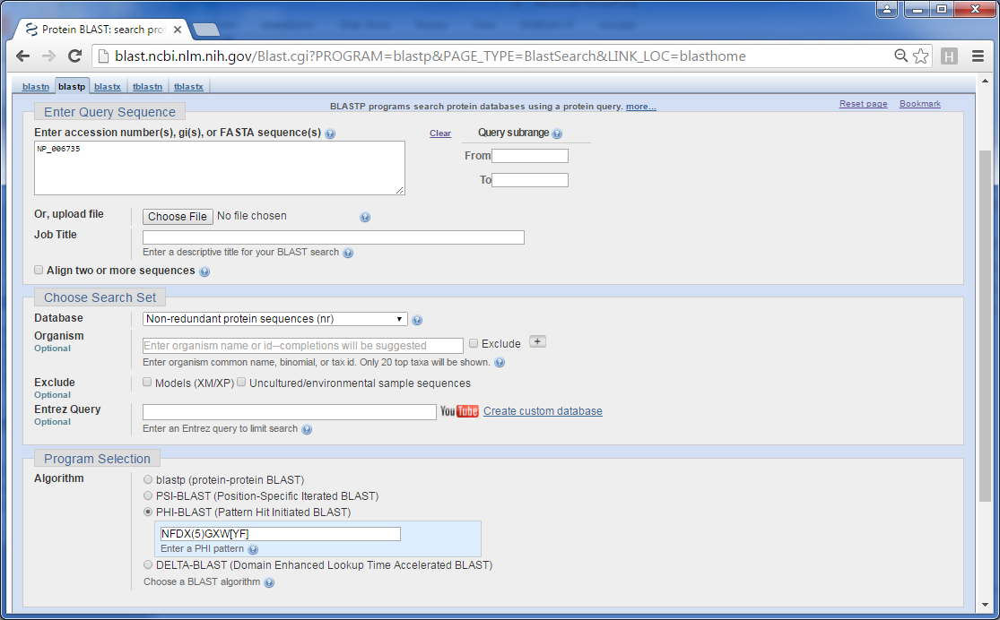 Protein BLAST: search pro
blast.ncbi.nlm.nih.gov/Blast.cgi?PROGRAM=blastp&PAGE_TYPE=BlastSearch&LINK_LOC=blasthome
H
blastn blastp blastx tblastn tblastx
BLASTP programs search protein databases using a protein query. more...
Reset page Bookmark
Enter Query Sequence
Enter accession number(s), gi(s), or FASTA sequence(s) ?
Clear
Query subrange ?
NP_006735
From
To
Or, upload file
Choose File No file chosen ?
Job Title
Enter a descriptive title for your BLAST search ?
Align two or more sequences ?
Choose Search Set
Database
Non-redundant protein sequences (nr) ?
Organism
Optional
Enter organism name or id--completions will be suggested
Exclude +
Enter organism common name, binomial, or tax id. Only 20 top taxa will be shown. ?
Exclude
Optional
Models (XM/XP) Uncultured/environmental sample sequences
Entrez Query
Optional
YouTube Create custom database
Enter an Entrez query to limit search ?
Program Selection
Algorithm
blastp (protein-protein BLAST)
PSI-BLAST (Position-Specific Iterated BLAST)
PHI-BLAST (Pattern Hit Initiated BLAST)
NFDX(5)GXW[YF]
Enter a PHI pattern ?
DELTA-BLAST (Domain Enhanced Lookup Time Accelerated BLAST)
Choose a BLAST algorithm ?